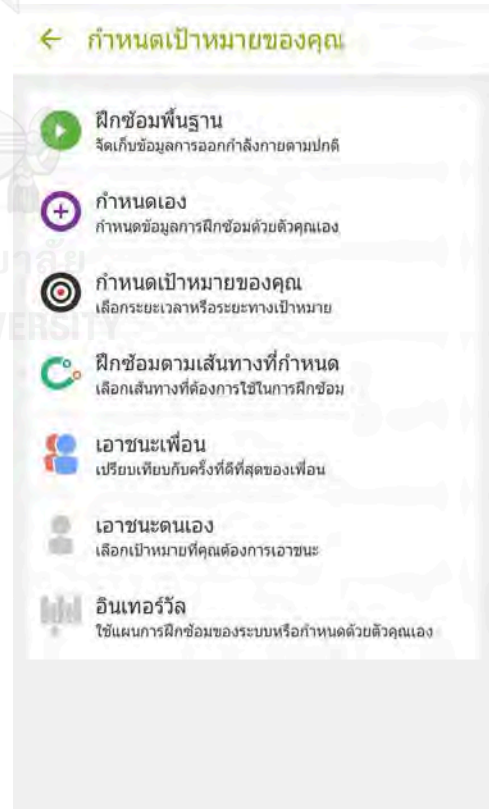 กำหนดเป้าหมายของคุณ
ฝึกซ้อมพื้นฐาน
จัดเก็บข้อมูลการออกกำลังกายตามปกติ
กำหนดเอง
กำหนดข้อมูลการฝึกซ้อมด้วยตัวคุณเอง
กำหนดเป้าหมายของคุณ
เลือกระยะเวลาหรือระยะทางเป้าหมาย
ฝึกซ้อมตามเส้นทางที่กำหนด
เลือกเส้นทางที่ต้องการใช้ในการฝึกซ้อม
เอาชนะเพื่อน
เปรียบเทียบกับครั้งที่ดีที่สุดของเพื่อน
เอาชนะตนเอง
เลือกเป้าหมายที่คุณต้องการเอาชนะ
อินเทอร์วัล
ใช้แผนการฝึกซ้อมของระบบหรือกำหนดด้วยตัวคุณเอง